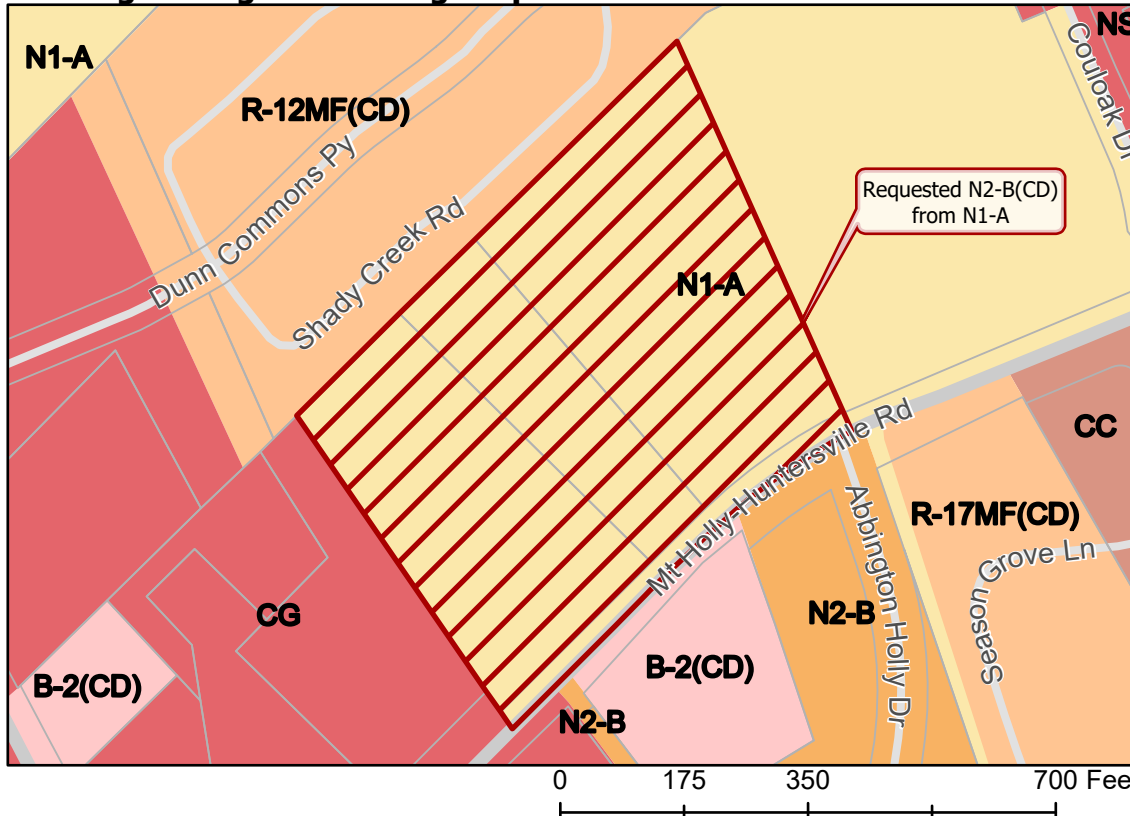 N1-A
NS
Couloak Dr
R-12MF(CD)
Dunn Commons Py
Requested N2-B(CD)
from N1-A
Shady Creek Rd
N1-A
Mt Holly-Huntersville Rd
CC
R-17MF(CD)
Abbington Holly Dr
Seasons Grove Ln
CG
N2-B
B-2(CD)
B-2(CD)
N2-B
0 175 350 700 Fee